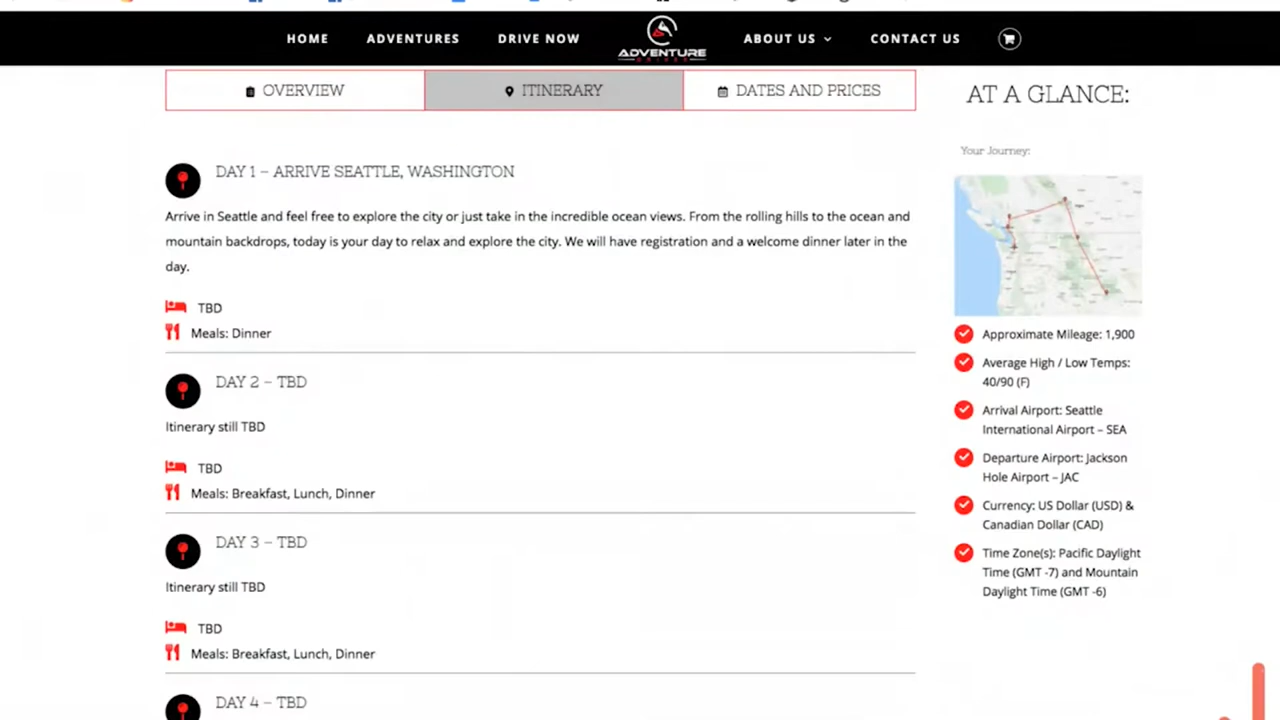 HOME ADVENTURES DRIVE NOW ADVENTURE ABOUT US CONTACT US
OVERVIEW ITINERARY DATES AND PRICES
DAY 1 – ARRIVE SEATTLE, WASHINGTON
Arrive in Seattle and feel free to explore the city or just take in the incredible ocean views. From the rolling hills to the ocean and
mountain backdrops, today is your day to relax and explore the city. We will have registration and a welcome dinner later in the
day.
TBD
Meals: Dinner
DAY 2 – TBD
Itinerary still TBD
TBD
Meals: Breakfast, Lunch, Dinner
DAY 3 – TBD
Itinerary still TBD
TBD
Meals: Breakfast, Lunch, Dinner
DAY 4 – TBD
AT A GLANCE:
Your Journey:
Approximate Mileage: 1,900
Average High / Low Temps:
40/90 (F)
Arrival Airport: Seattle
International Airport – SEA
Departure Airport: Jackson
Hole Airport – JAC
Currency: US Dollar (USD) &
Canadian Dollar (CAD)
Time Zone(s): Pacific Daylight
Time (GMT -7) and Mountain
Daylight Time (GMT -6)